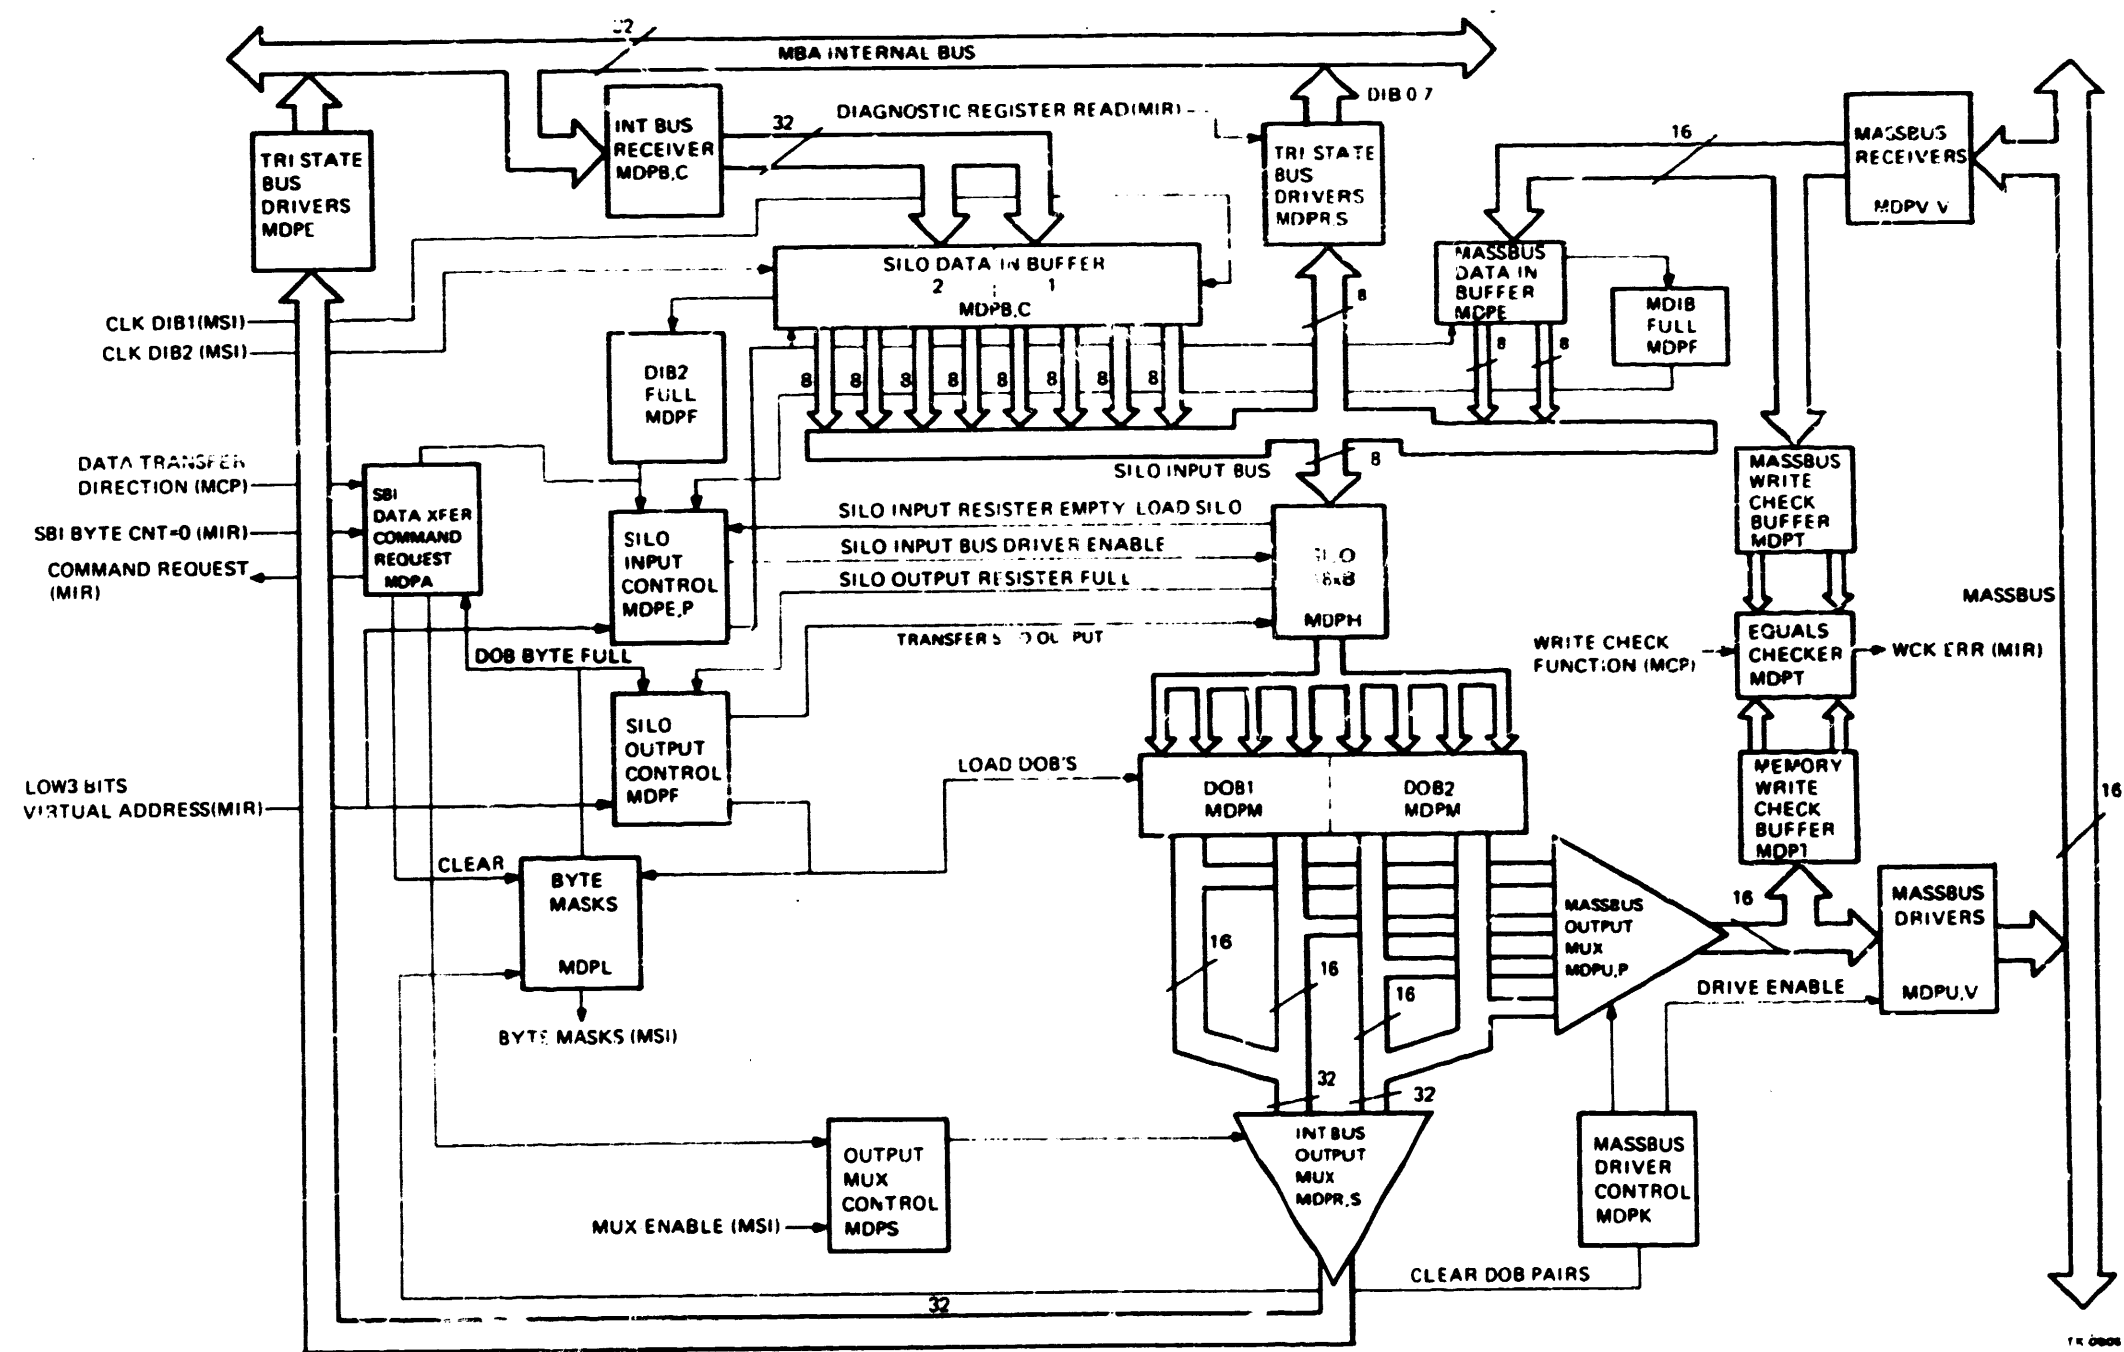 32
MBA INTERNAL BUS
DIB 0 7
DIAGNOSTIC REGISTER READ(MIR)
INT BUS
RECEIVER
MDPB,C
32
TRI STATE
BUS
DRIVERS
MDPE
TRI STATE
BUS
DRIVERS
MDPR,S
16
MASSBUS
RECEIVERS
SILO DATA IN BUFFER
2 1
MDPB,C
MASSBUS
DATA IN
BUFFER
MDPE
MDIB
FULL
MDPF
8
8
8
CLK DIB1(MSI)
CLK DIB2 (MSI)
DIB2
FULL
MDPF
8 8 8 8 8 8 8 8
SILO INPUT BUS
8
DATA TRANSFER
DIRECTION (MCP)
SBI BYTE CNT=0 (MIR)
COMMAND REQUEST
(MIR)
SBI
DATA XFER
COMMAND
REQUEST
MDPA
SILO
INPUT
CONTROL
MDPE,P
SILO INPUT RESISTER EMPTY LOAD SILO
SILO INPUT BUS DRIVER ENABLE
SILO OUTPUT RESISTER FULL
TRANSFER
MDPH
MASSBUS
WRITE
CHECK
BUFFER
MDPT
MASSBUS
WRITE CHECK
FUNCTION (MCP)
EQUALS
CHECKER
MDPT
WCK ERR (MIR)
DOB BYTE FULL
SILO
OUTPUT
CONTROL
MDPF
LOW3 BITS
VIRTUAL ADDRESS(MIR)
LOAD DOB'S
DOB1
MDPM
DOB2
MDPM
MEMORY
WRITE
CHECK
BUFFER
MDPT
16
CLEAR
BYTE
MASKS
MDPL
BYTE MASKS (MSI)
16
16
16
MASSBUS
OUTPUT
MUX
MDPU,P
16
MASSBUS
DRIVERS
MDPU,V
DRIVE ENABLE
32
32
OUTPUT
MUX
CONTROL
MDPS
MUX ENABLE (MSI)
INT BUS
OUTPUT
MUX
MDPR,S
MASSBUS
DRIVER
CONTROL
MDPK
CLEAR DOB PAIRS
32